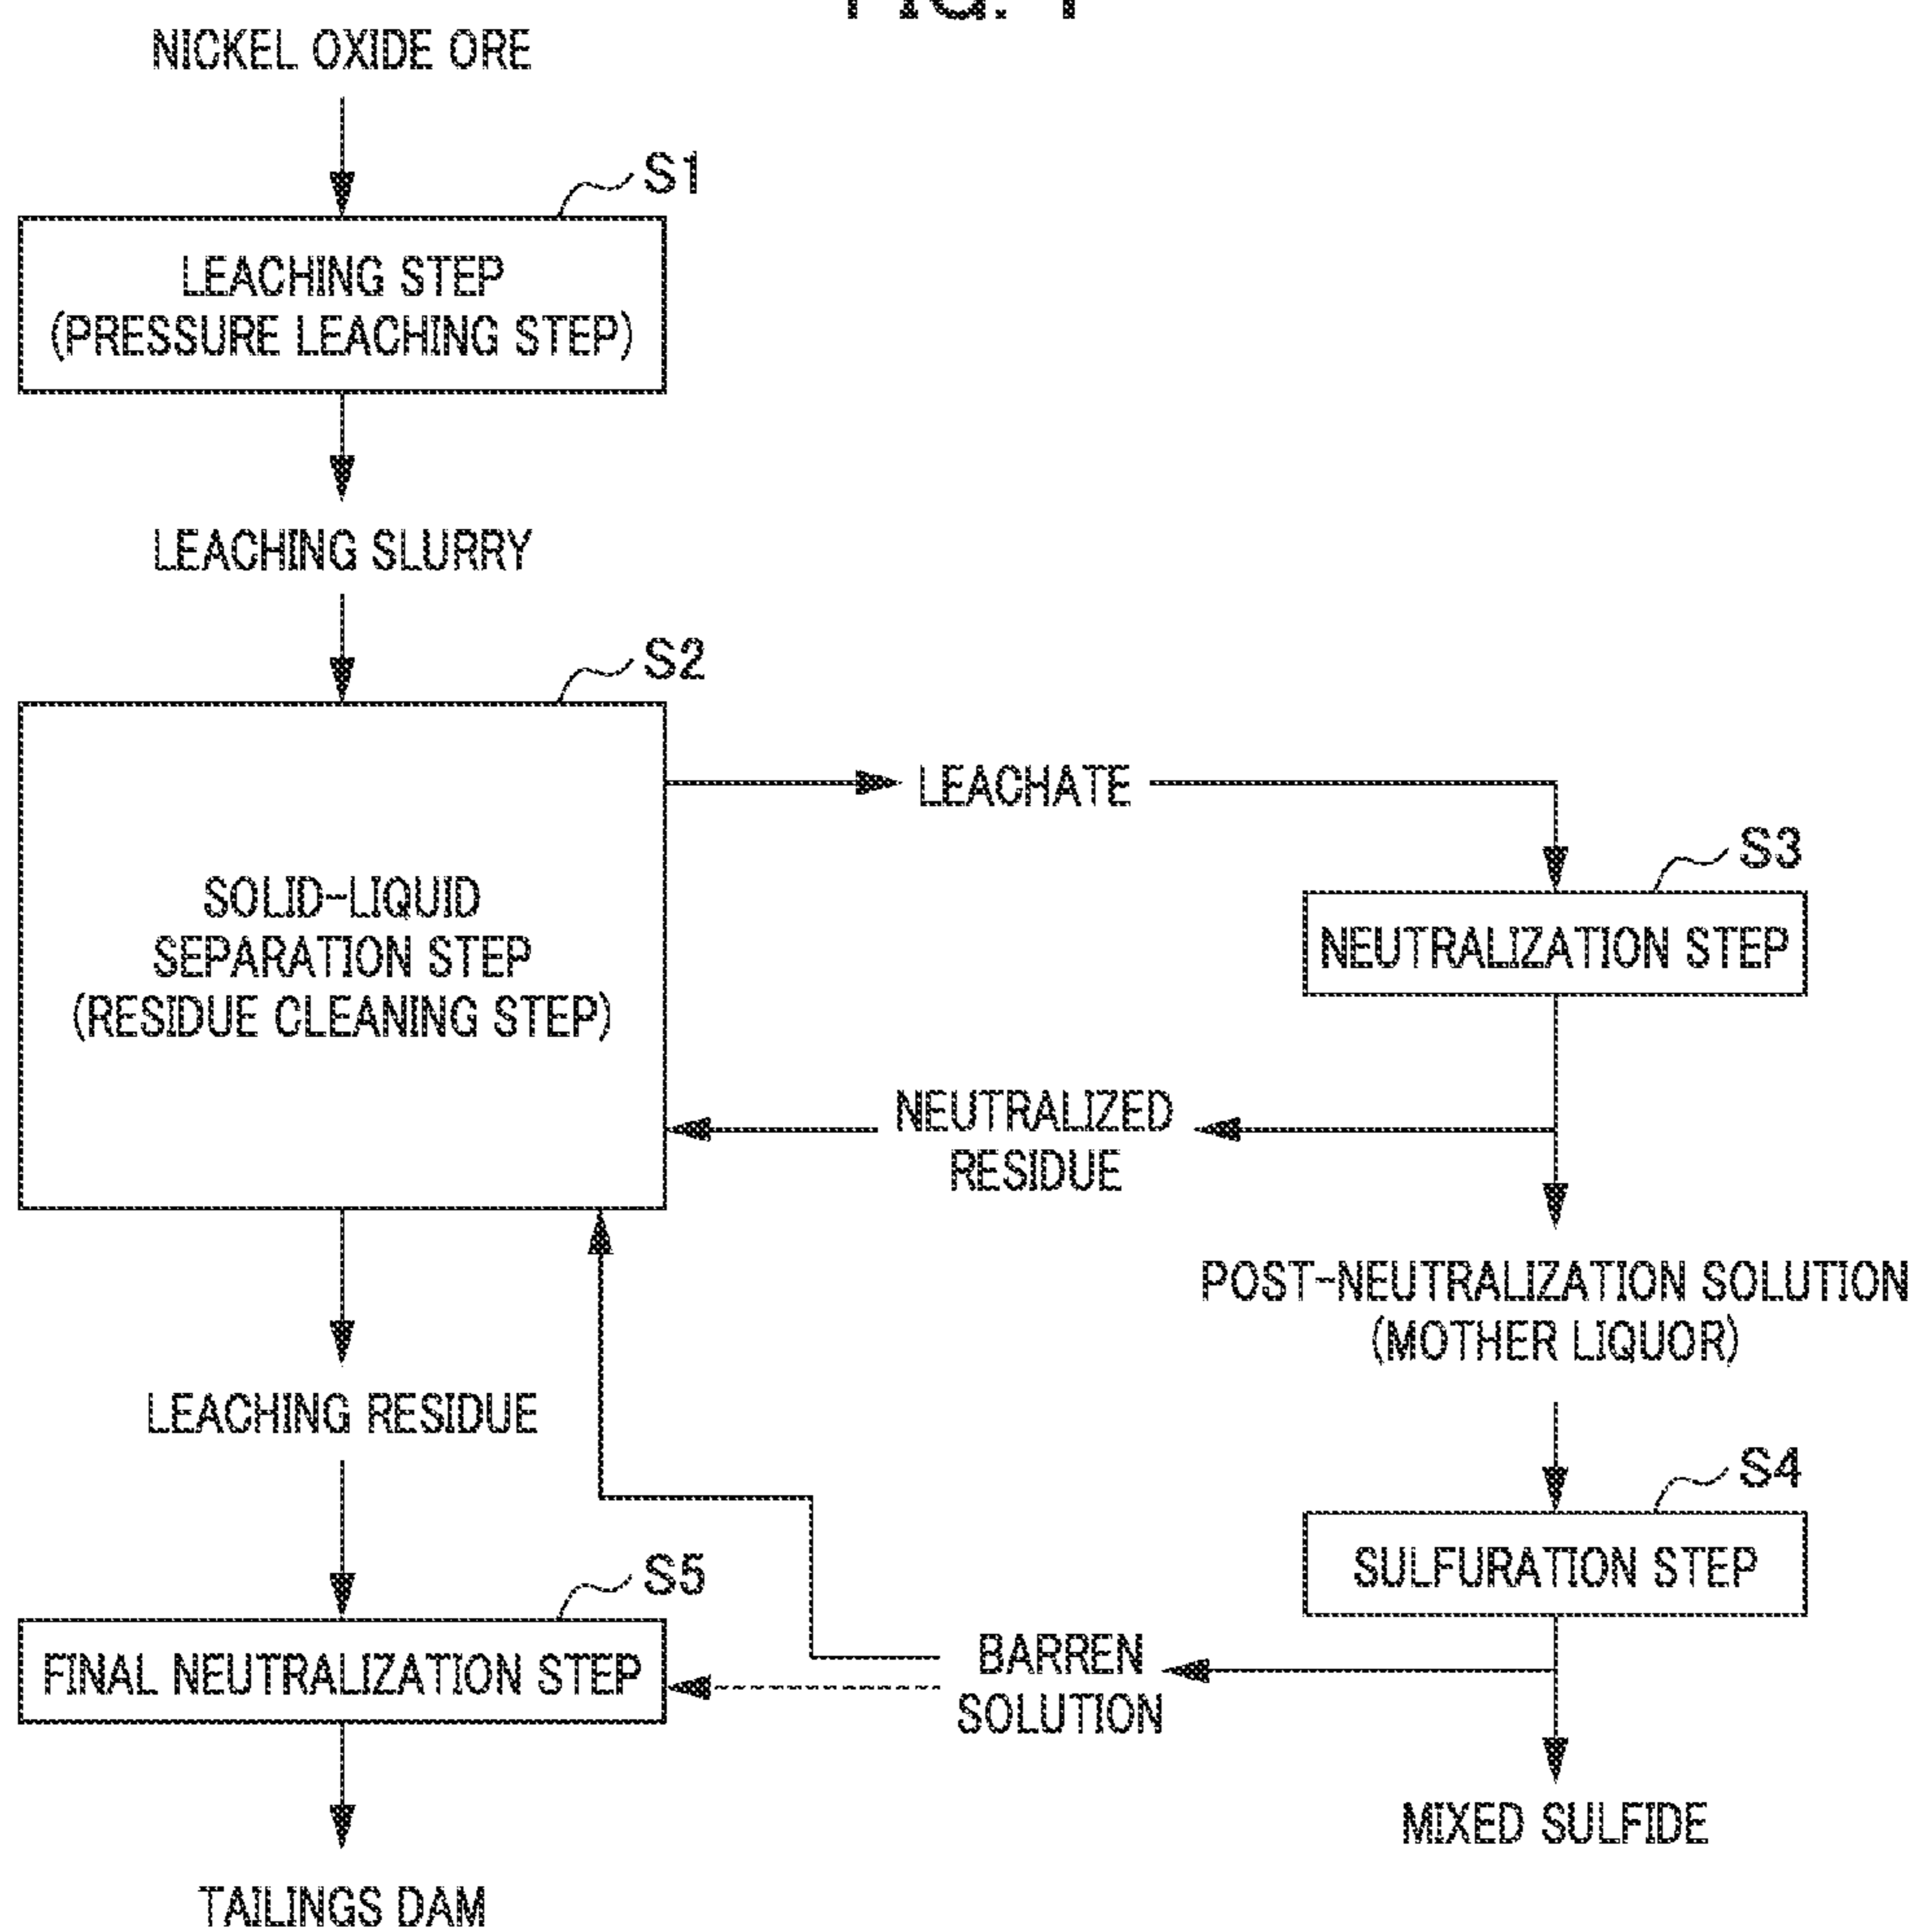 FIG. 1
NICKEL OXIDE ORE
S1
LEACHING STEP
(PRESSURE LEACHING STEP)
LEACHING SLURRY
S2
SOLID-LIQUID
SEPARATION STEP
(RESIDUE CLEANING STEP)
LEACHATE
S3
NEUTRALIZATION STEP
NEUTRALIZED
RESIDUE
POST-NEUTRALIZATION SOLUTION
(MOTHER LIQUOR)
LEACHING RESIDUE
S4
SULFURATION STEP
S5
FINAL NEUTRALIZATION STEP
BARREN
SOLUTION
MIXED SULFIDE
TAILINGS DAM